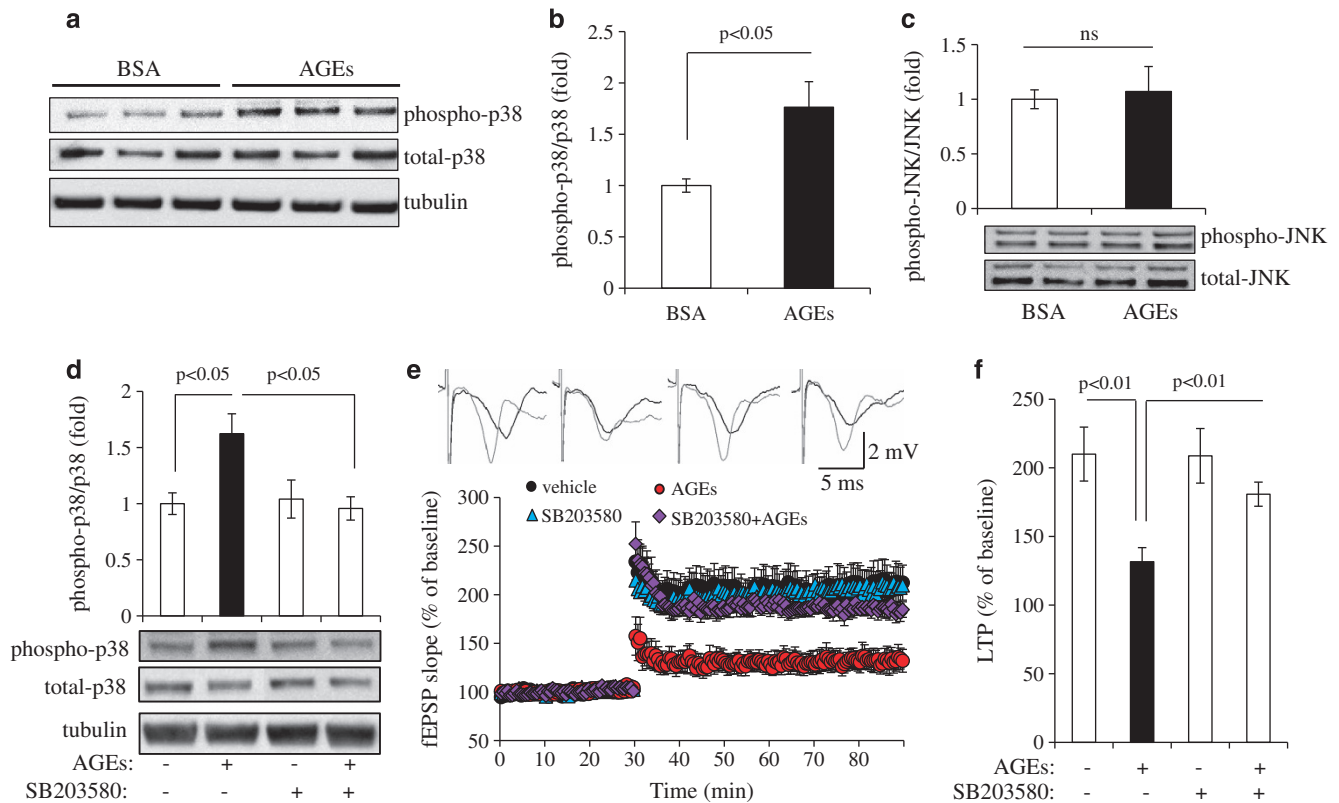 a
BSA AGEs
phospho-p38
total-p38
tubulin
b
p<0.05
phospho-p38/p38 (fold)
2.5
2
1.5
1
0.5
0
BSA AGEs
c
ns
phospho-JNK/JNK (fold)
1.5
1
0.5
0
phospho-JNK
total-JNK
BSA AGEs
d
p<0.05 p<0.05
phospho-p38/p38 (fold)
2
1.5
1
0.5
0
phospho-p38
total-p38
tubulin
AGEs: - + - +
SB203580: - - + +
e
2 mV
5 ms
vehicle AGEs
SB203580 SB203580+AGEs
fEPSP slope (% of baseline)
300
250
200
150
100
50
0 10 20 30 40 50 60 70 80
Time (min)
f
p<0.01 p<0.01
LTP (% of baseline)
250
200
150
100
50
0
AGEs: - + - +
SB203580: - - + +